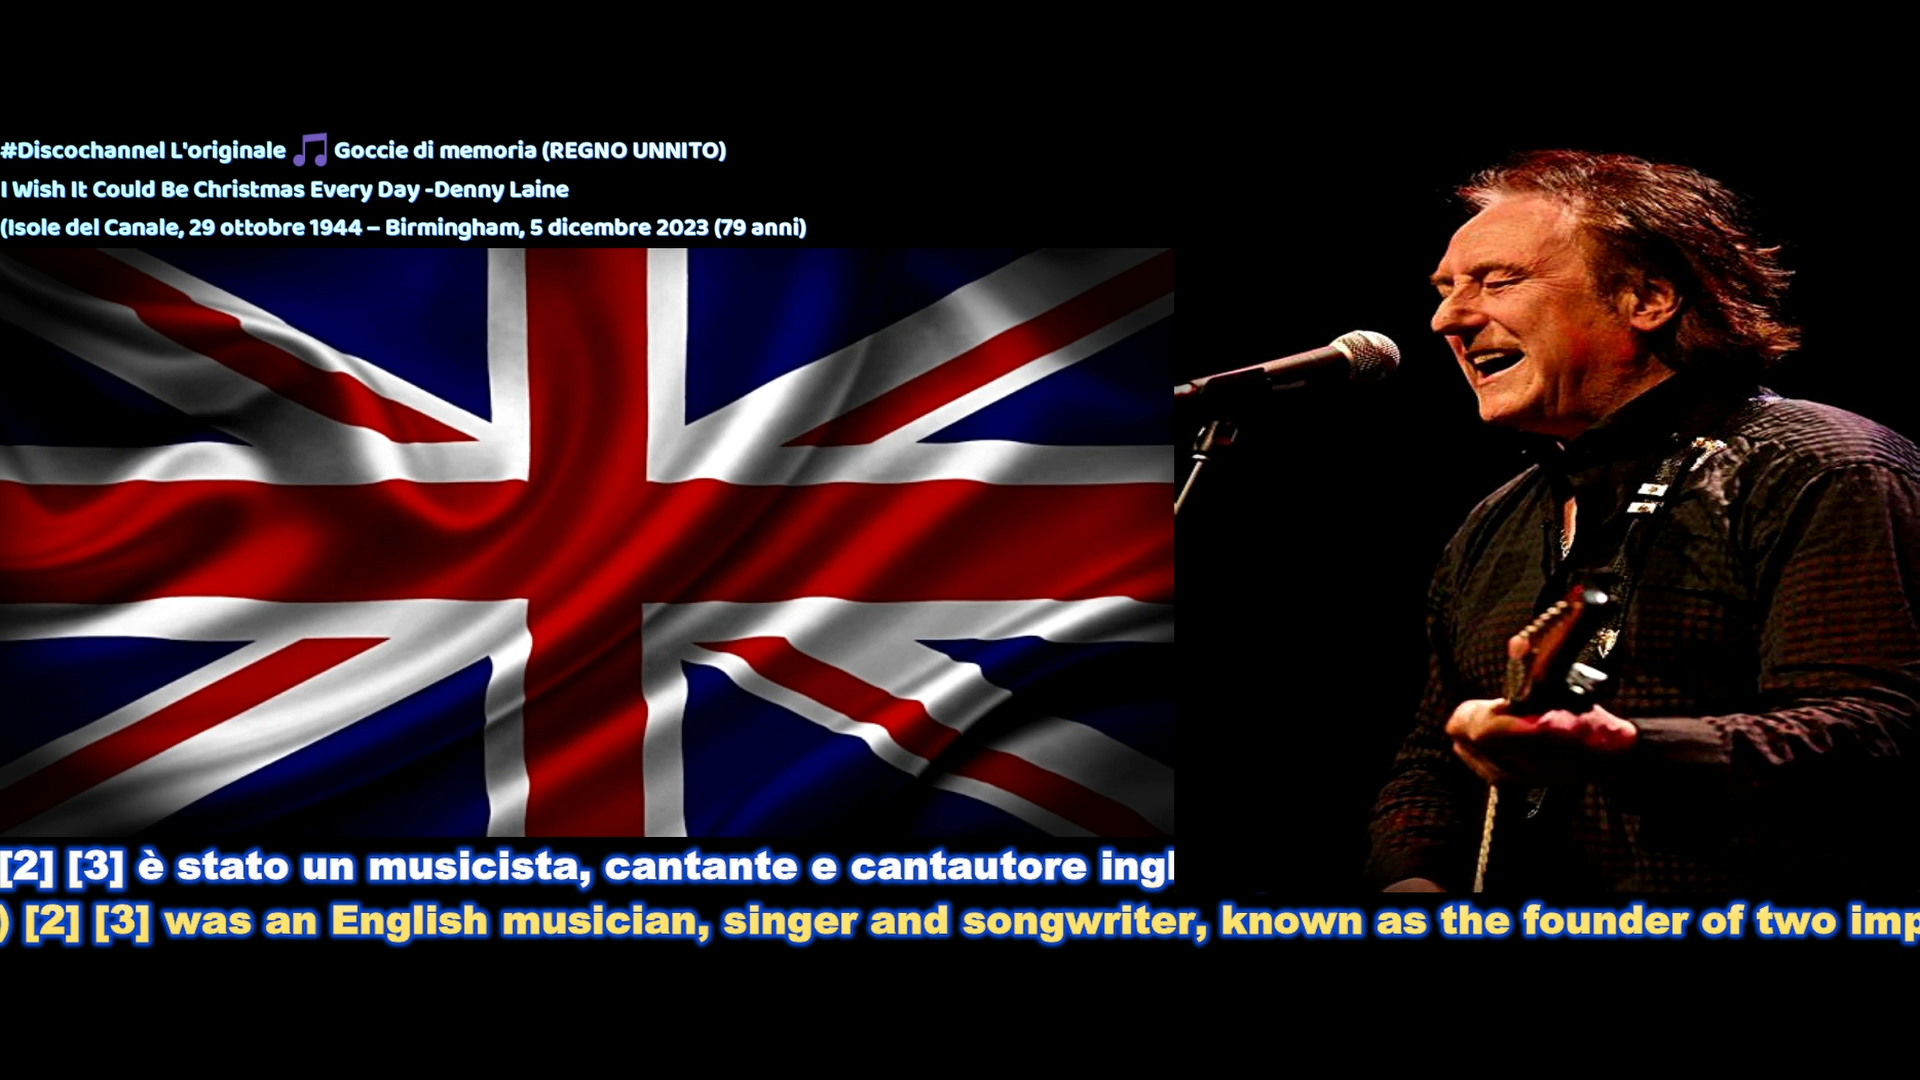 #Discochannel L'originale 🎵 Goccie di memoria (REGNO UNNITO)
I Wish It Could Be Christmas Every Day -Denny Laine
(Isole del Canale, 29 ottobre 1944 – Birmingham, 5 dicembre 2023 (79 anni)
[2] [3] è stato un musicista, cantante e cantautore ingl
) [2] [3] was an English musician, singer and songwriter, known as the founder of two imp